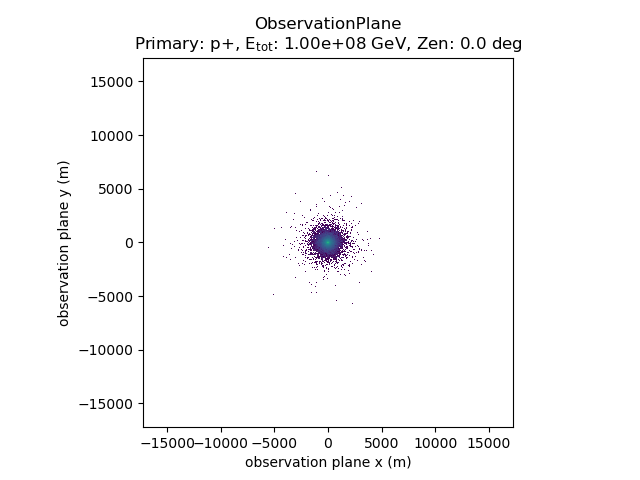 ObservationPlane
Primary: p+, E_tot: 1.00e+08 GeV, Zen: 0.0 deg
observation plane y (m)
15000
10000
5000
0
−5000
−10000
−15000
−15000 −10000 −5000 0 5000 10000 15000
observation plane x (m)